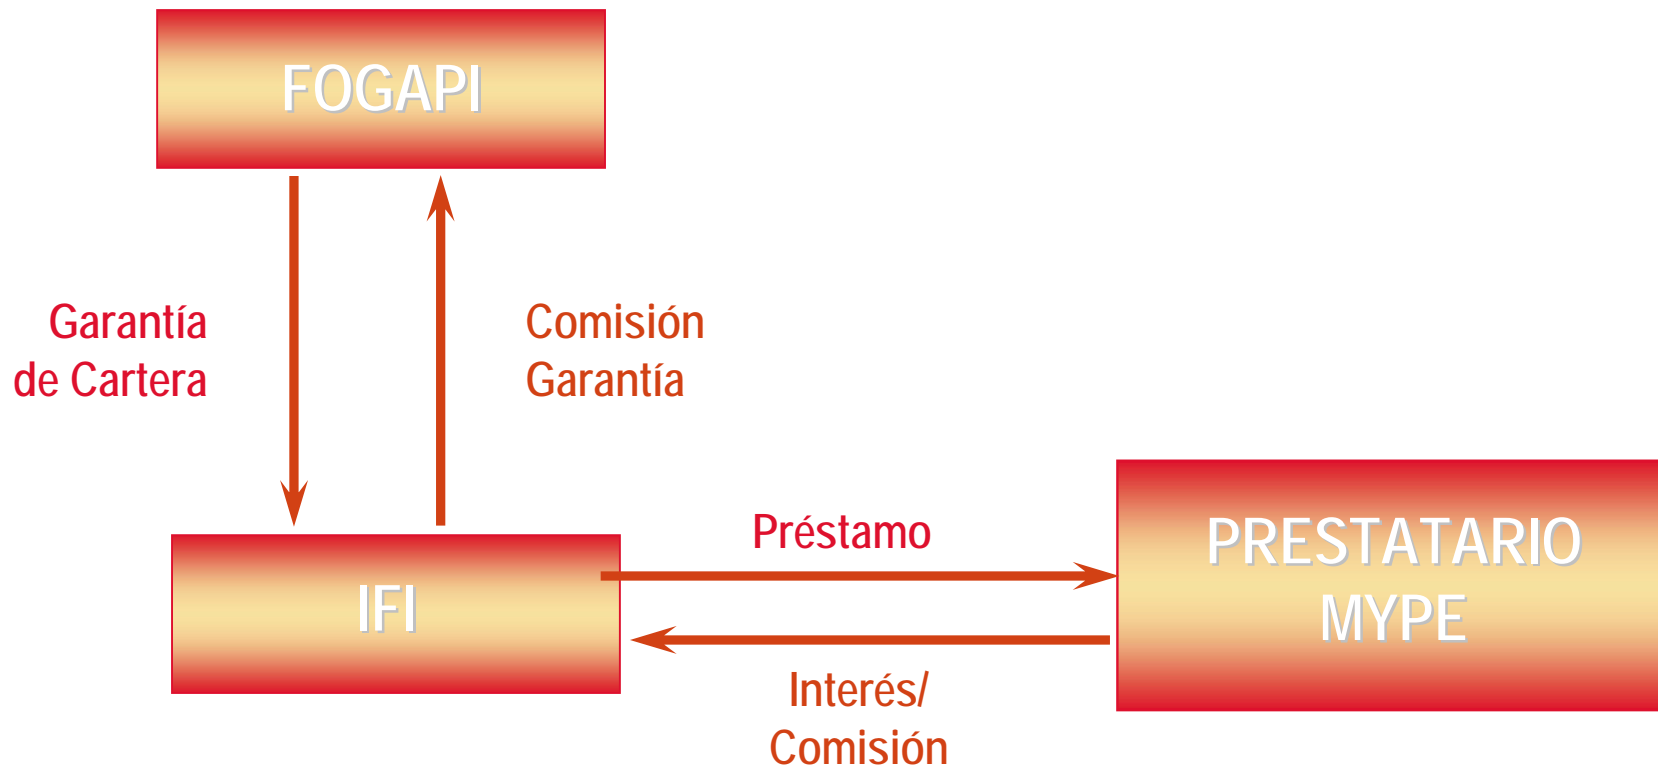 FOGAPI
Garantía
de Cartera
Comisión
Garantía
IFI
Préstamo
Interés/
Comisión
PRESTATARIO
MYPE